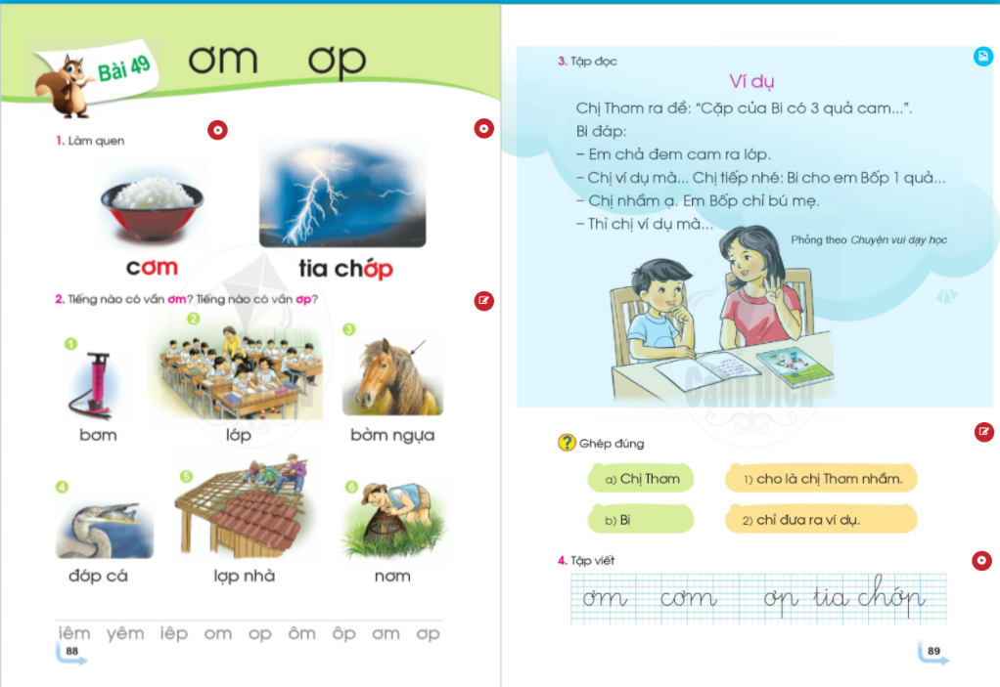 Bài 49
ơm ơp
1. Làm quen
cơm
tia chớp
2. Tiếng nào có vần ơm? Tiếng nào có vần ơp?
1
2
3
bơm
lớp
bờm ngựa
4
5
6
đớp cá
lợp nhà
nơm
iêm yêm iêp om op ôm ôp ơm ơp
88
3. Tập đọc
Ví dụ
Chị Thơm ra đề: “Cặp của Bi có 3 quả cam...”.
Bi đáp:
– Em chả đem cam ra lớp.
– Chị ví dụ mà... Chị tiếp nhé: Bi cho em Bốp 1 quả...
– Chị nhầm ạ. Em Bốp chỉ bú mẹ.
– Thì chị ví dụ mà...
Phỏng theo Chuyện vui dạy học
Cánh Diều
? Ghép đúng
a) Chị Thơm
1) cho là chị Thơm nhầm.
b) Bi
2) chỉ đưa ra ví dụ.
4. Tập viết
ơm cơm ơp tia chớp
89